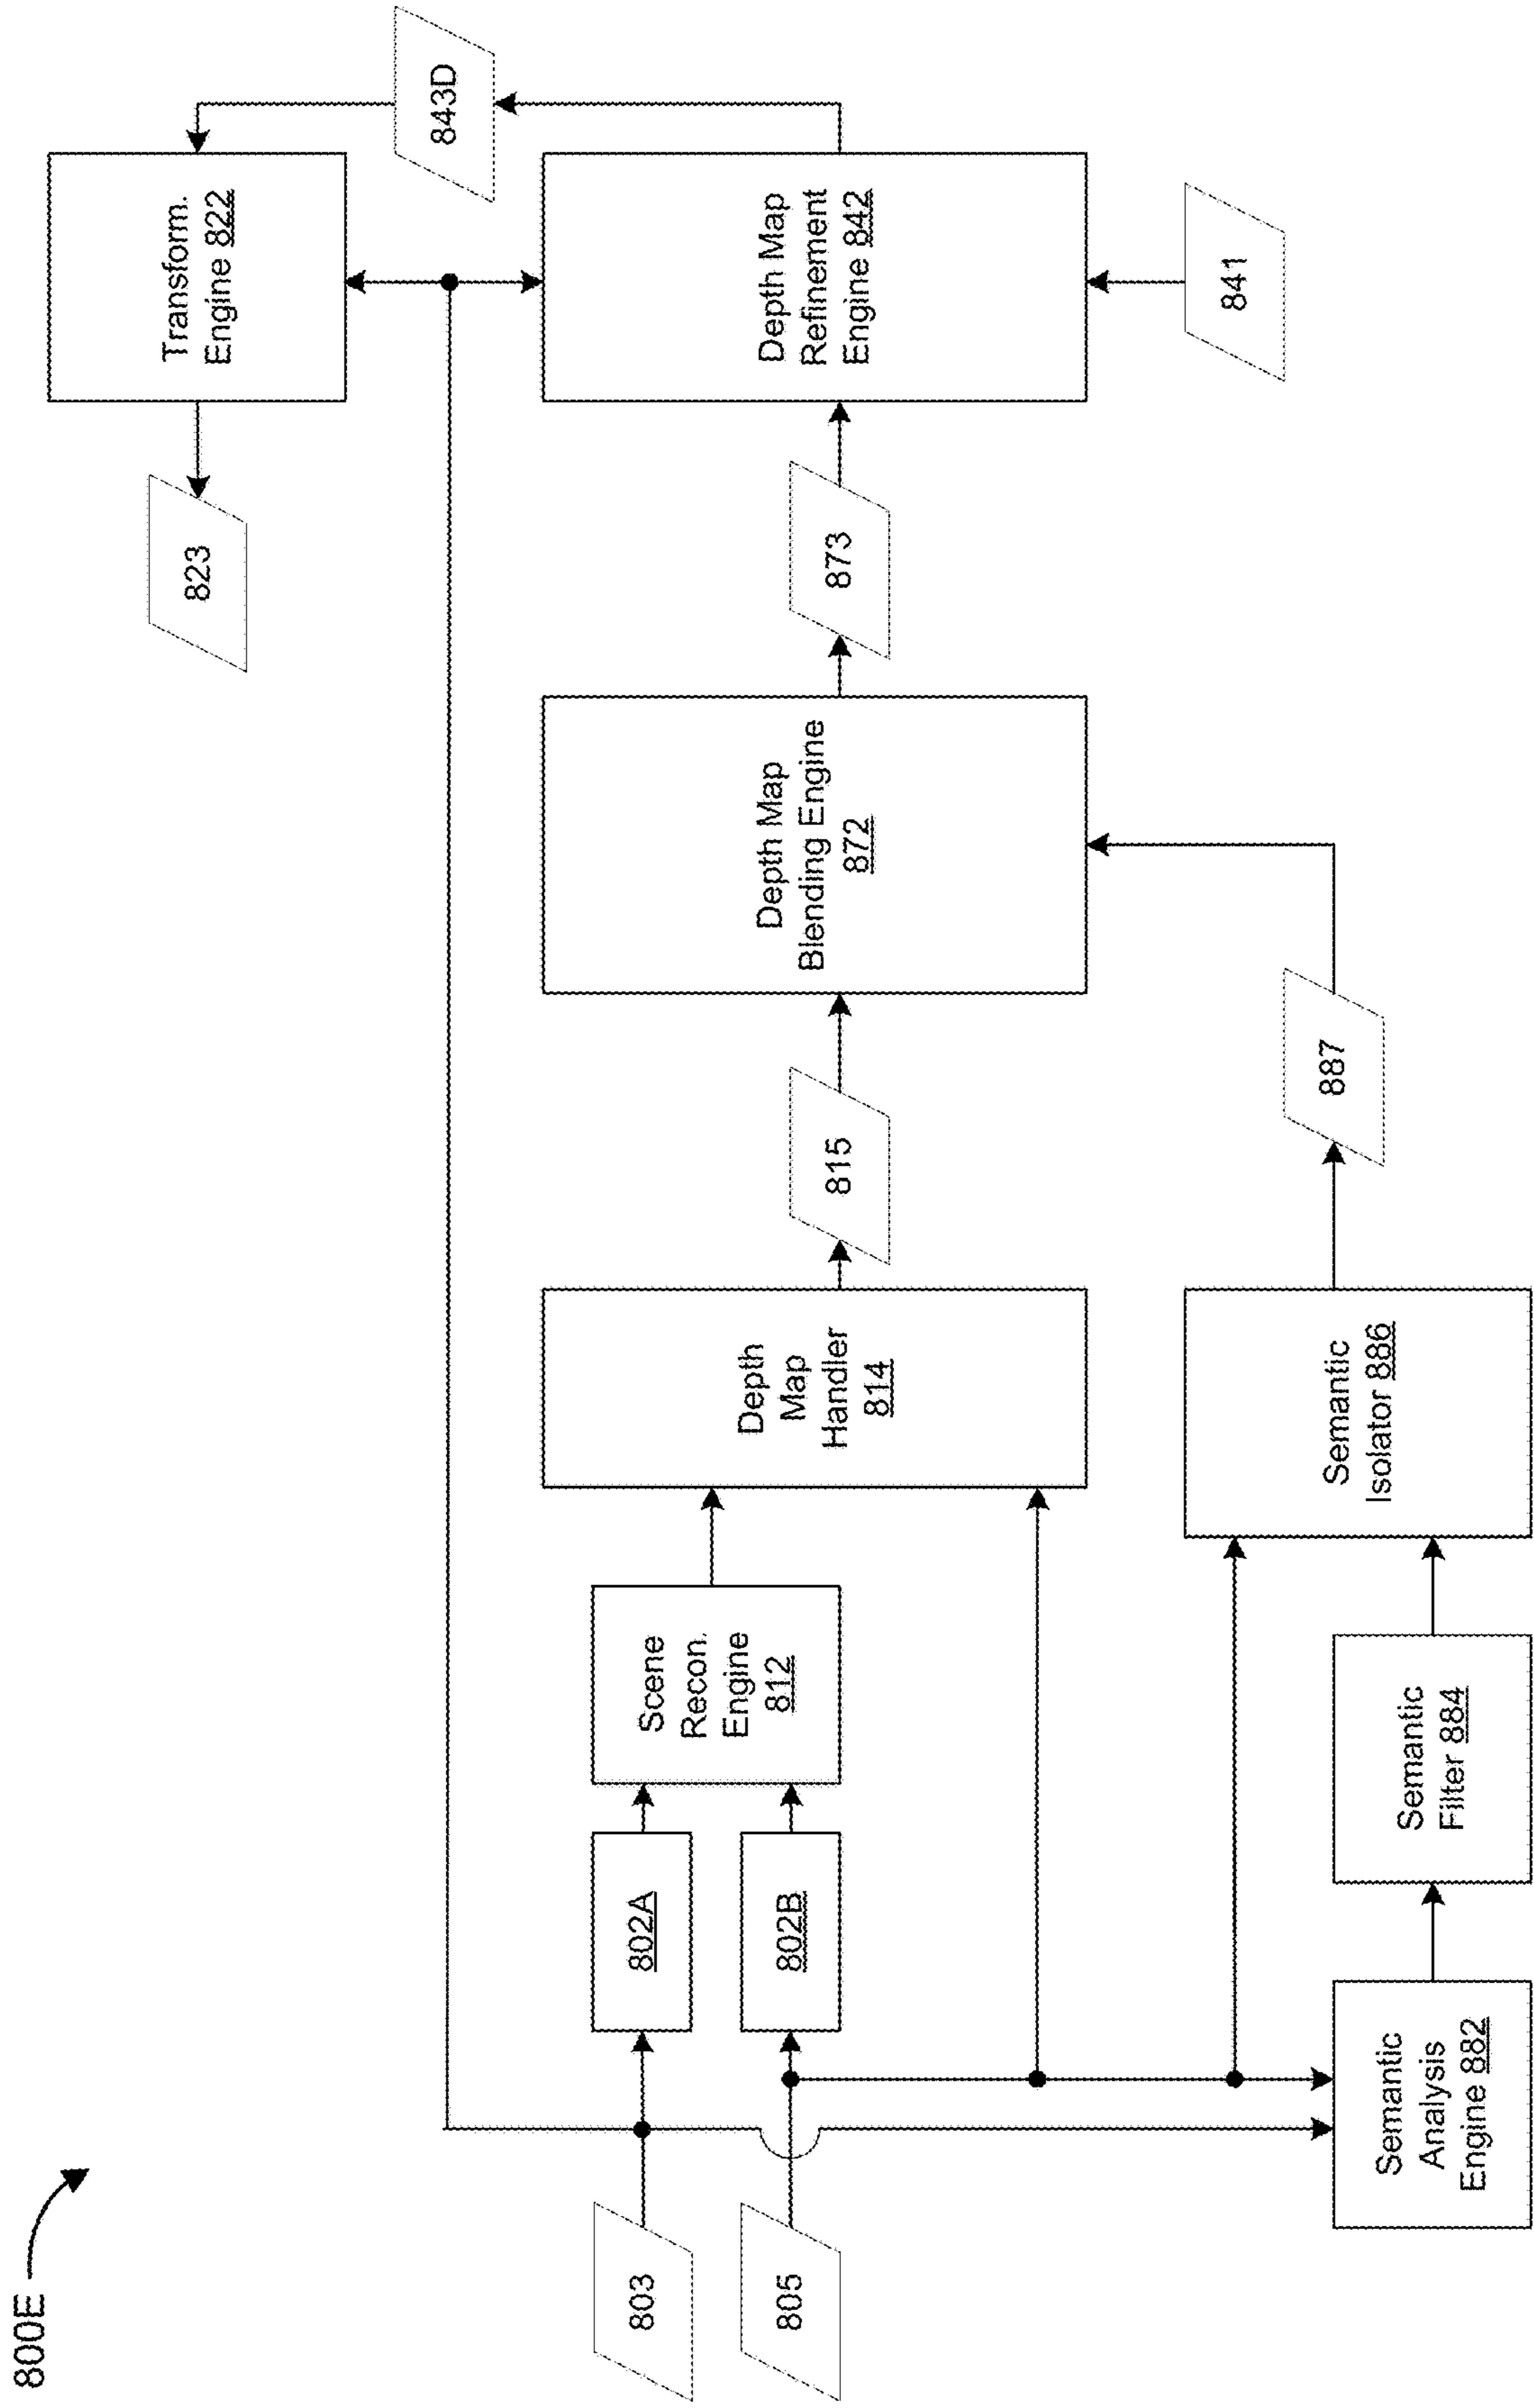 800E
803
805
802A
802B
Scene
Recon.
Engine
812
Depth
Map
Handler
814
815
Depth Map
Blending Engine
872
873
Depth Map
Refinement
Engine 842
841
843D
Transform.
Engine 822
823
Semantic
Analysis
Engine 882
Semantic
Filter 884
Semantic
Isolator 886
887